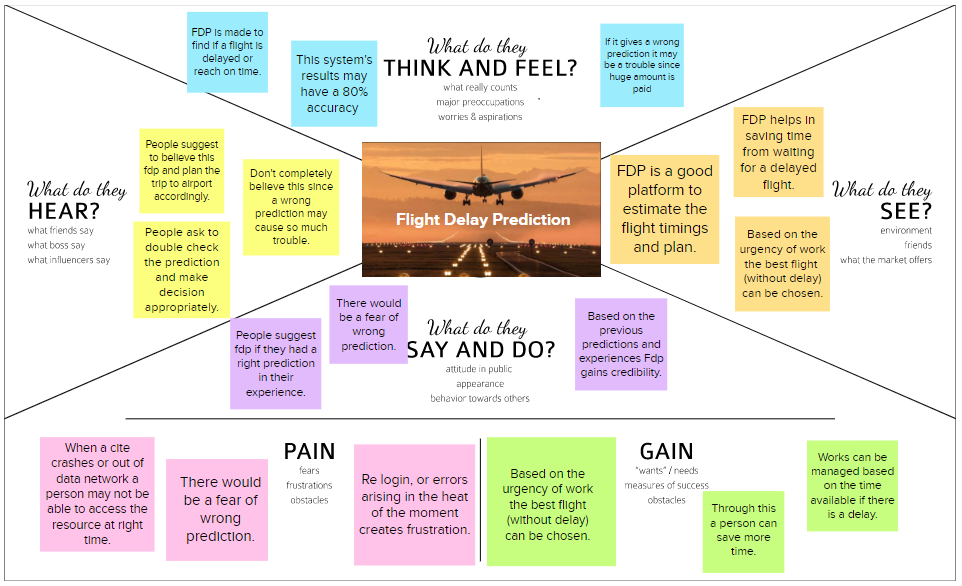 FDP is made to
find if a flight is
delayed or
reach on time.
This system's
results may
have a 80%
accuracy
What do they
THINK AND FEEL?
what really counts
major preoccupations
worries & aspirations
If it gives a wrong
prediction it may
be a trouble since
huge amount is
paid
What do they
HEAR?
what friends say
what boss say
what influencers say
People suggest
to believe this
fdp and plan the
trip to airport
accordingly.
Don't completely
believe this since
a wrong
prediction may
cause so much
trouble.
People ask to
double check
the prediction
and make
decision
appropriately.
Flight Delay Prediction
FDP is a good
platform to
estimate the
flight timings
and plan.
FDP helps in
saving time
from waiting
for a delayed
flight.
Based on the
urgency of work
the best flight
(without delay)
can be chosen.
What do they
SEE?
environment
friends
what the market offers
People suggest
fdp if they had a
right prediction
in their
experience.
There would
be a fear of
wrong
prediction.
What do they
SAY AND DO?
attitude in public
appearance
behavior towards others
Based on the
previous
predictions and
experiences Fdp
gains credibility.
When a cite
crashes or out of
data network a
person may not be
able to access the
resource at right
time.
There would
be a fear of
wrong
prediction.
PAIN
fears
frustrations
obstacles
Re login, or errors
arising in the heat
of the moment
creates frustration.
Based on the
urgency of work
the best flight
(without delay)
can be chosen.
GAIN
"wants" / needs
measures of success
obstacles
Through this
a person can
save more
time.
Works can be
managed based
on the time
available if there
is a delay.